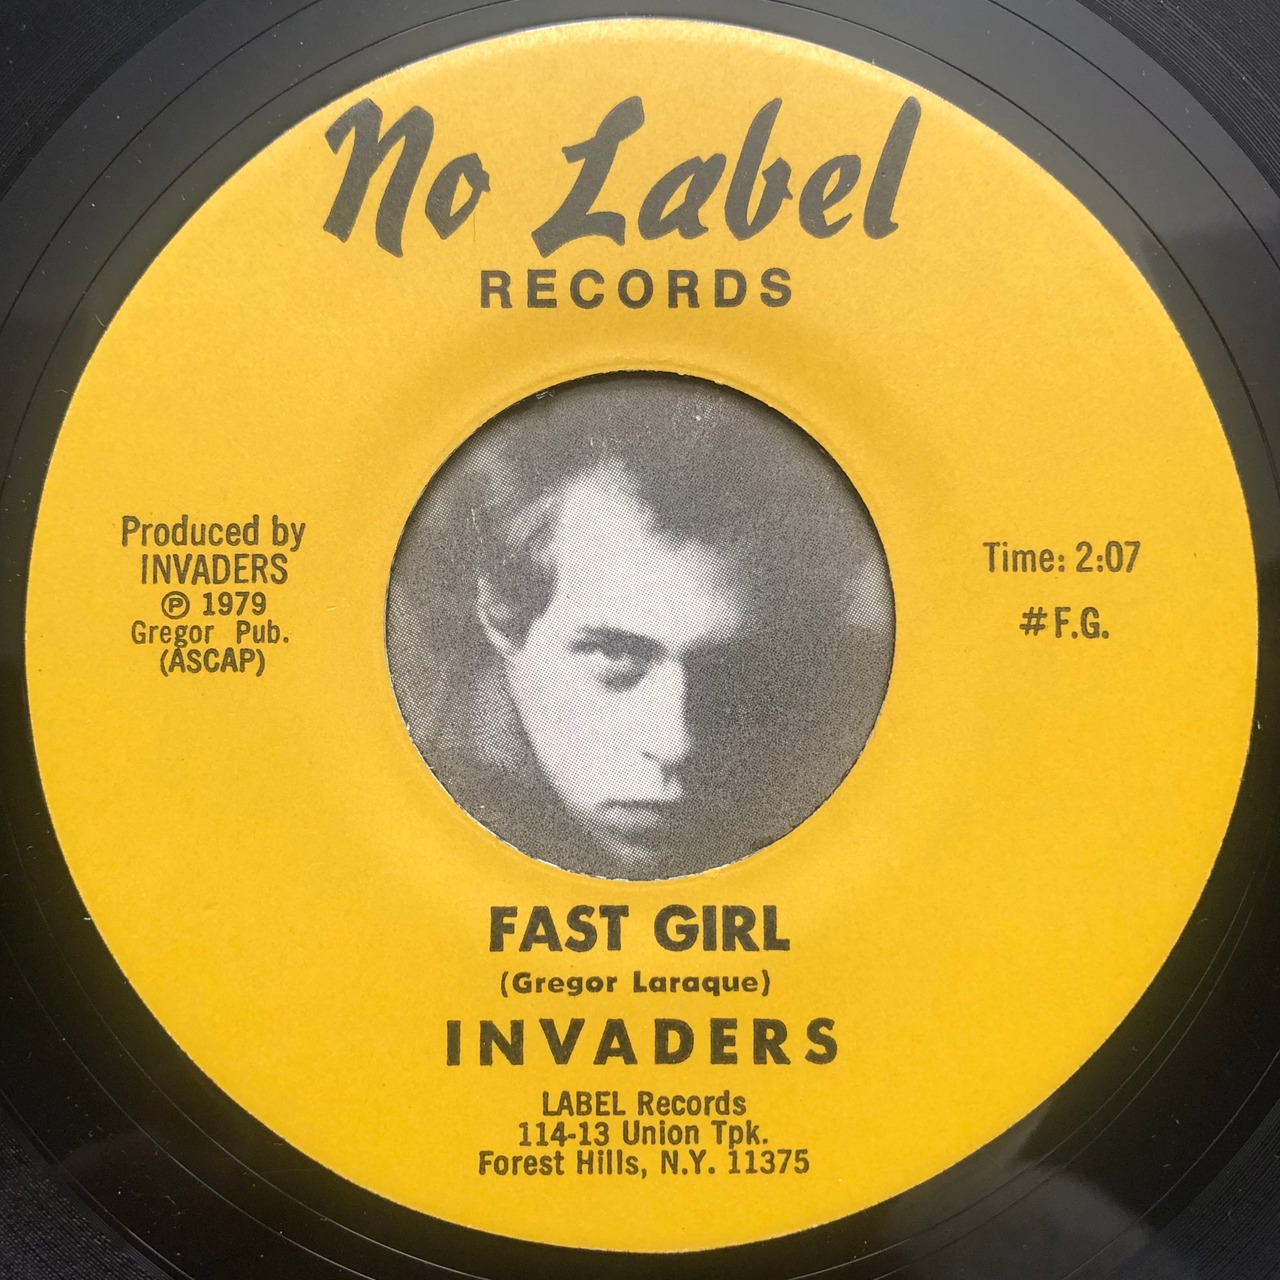 No Label
RECORDS
Produced by
INVADERS
℗ 1979
Gregor Pub.
(ASCAP)
Time: 2:07
# F.G.
FAST GIRL
(Gregor Laraque)
INVADERS
LABEL Records
114-13 Union Tpk.
Forest Hills, N.Y. 11375